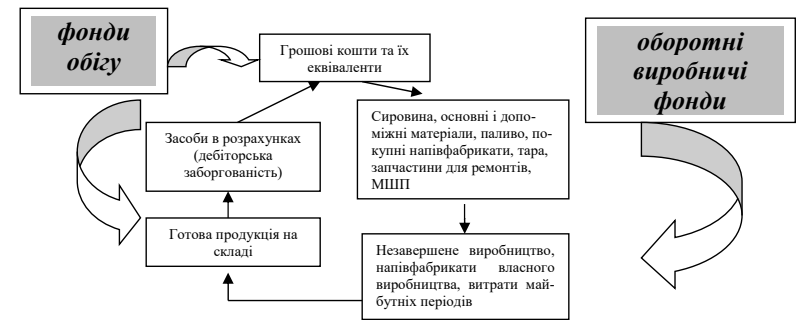 фонди
обігу
Грошові кошти та їх
еквіваленти
оборотні
виробничі
фонди
Сировина, основні і допо-
міжні матеріали, паливо, по-
купні напівфабрикати, тара,
запчастини для ремонтів,
МШП
Засоби в розрахунках
(дебіторська
заборгованість)
Готова продукція на
складі
Незавершене виробництво,
напівфабрикати власного
виробництва, витрати май-
бутніх періодів